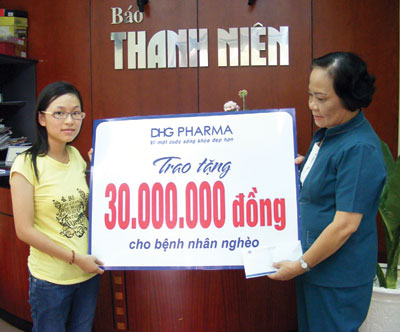 Báo
THANH NIÊN
DHG PHARMA
Vì một cuộc sống khỏe đẹp hơn
Trao tặng
30.000.000 đồng
cho bệnh nhân nghèo